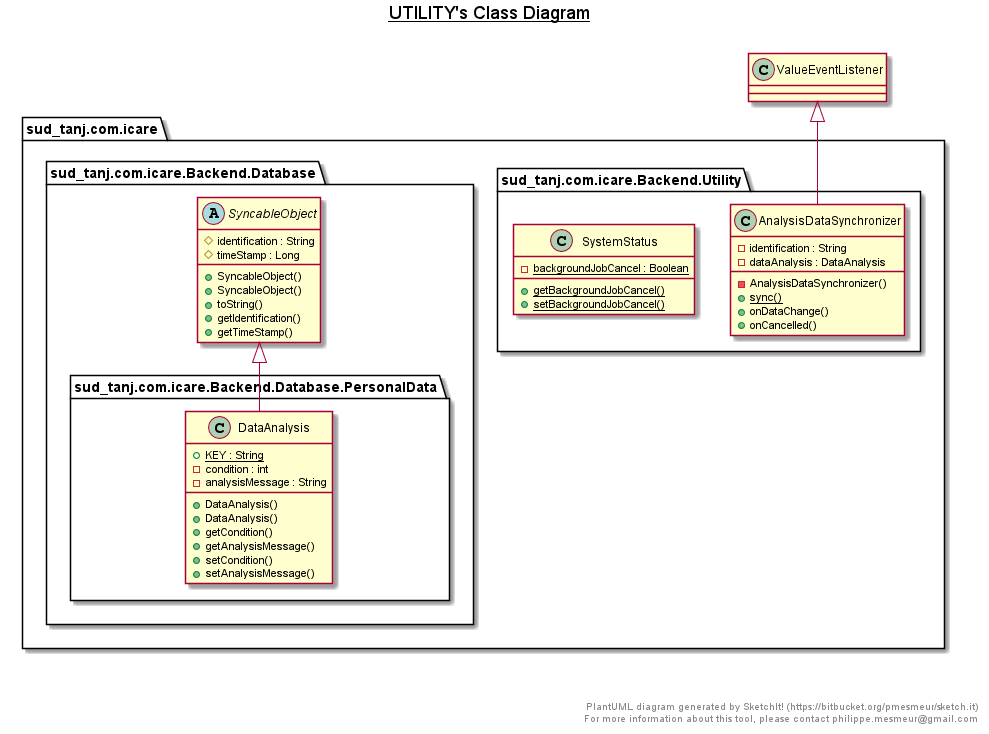 UTILITY's Class Diagram
C ValueEventListener
sud_tanj.com.icare
sud_tanj.com.icare.Backend.Database
A SyncableObject
identification : String
timeStamp : Long
SyncableObject()
SyncableObject()
toString()
getIdentification()
getTimeStamp()
sud_tanj.com.icare.Backend.Database.PersonalData
C DataAnalysis
KEY : String
condition : int
analysisMessage : String
DataAnalysis()
DataAnalysis()
getCondition()
getAnalysisMessage()
setCondition()
setAnalysisMessage()
sud_tanj.com.icare.Backend.Utility
C SystemStatus
backgroundJobCancel : Boolean
getBackgroundJobCancel()
setBackgroundJobCancel()
C AnalysisDataSynchronizer
identification : String
dataAnalysis : DataAnalysis
AnalysisDataSynchronizer()
sync()
onDataChange()
onCancelled()
PlantUML diagram generated by SketchIt! (https://bitbucket.org/pmesmeur/sketch.it)
For more information about this tool, please contact philippe.mesmeur@gmail.com